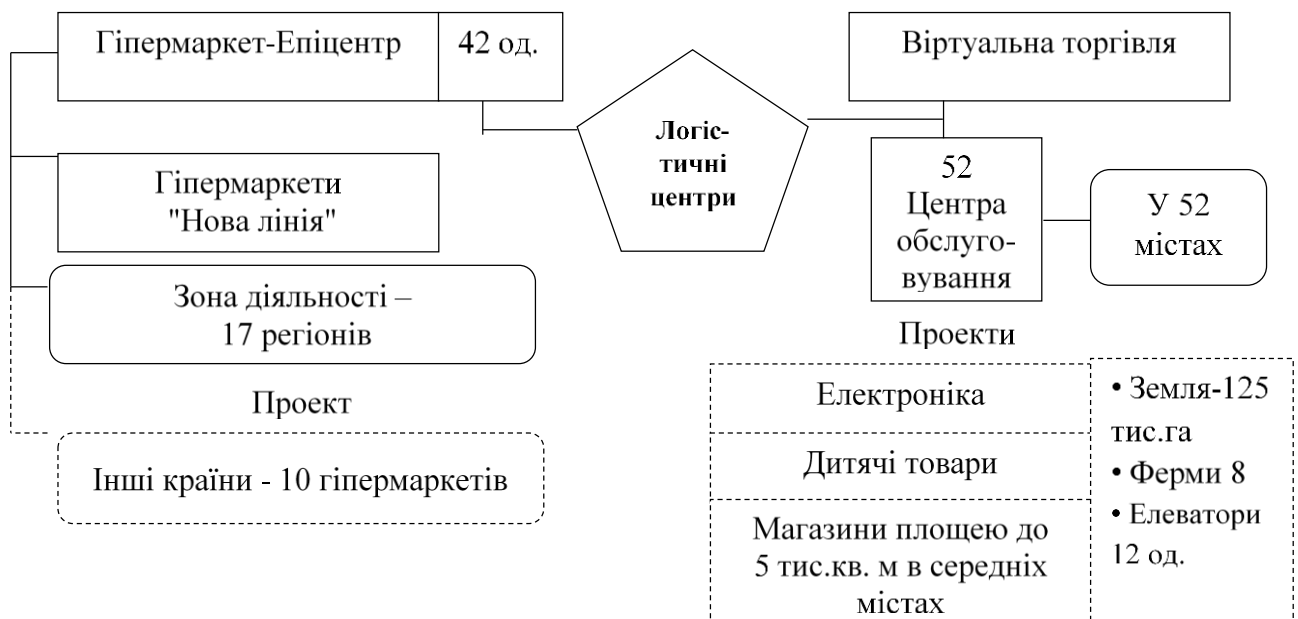 Гіпермаркет-Епіцентр
42 од.
Гіпермаркети
"Нова лінія"
Зона діяльності –
17 регіонів
Проект
Інші країни - 10 гіпермаркетів
Логіс-
тичні
центри
Віртуальна торгівля
52
Центра
обслуго-
вування
У 52
містах
Проекти
Електроніка
Дитячі товари
Магазини площею до
5 тис.кв. м в середніх
містах
• Земля-125
тис.га
• Ферми 8
• Елеватори
12 од.